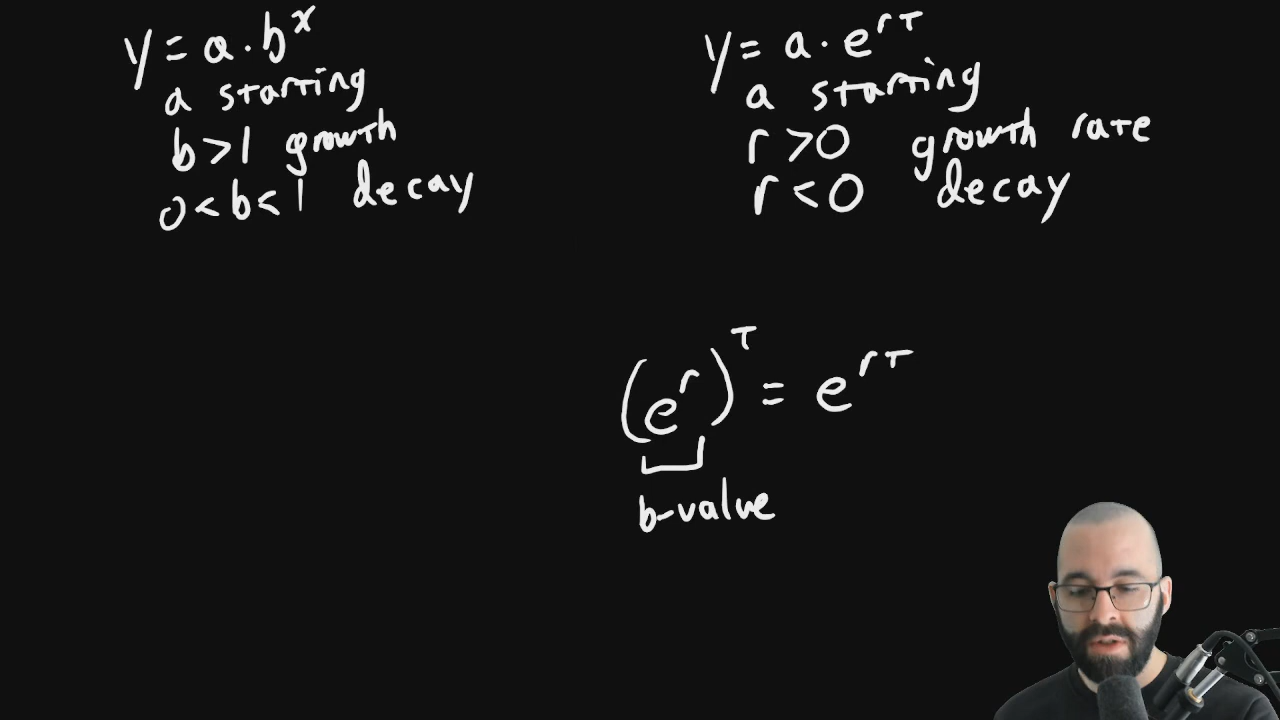 y = a · b^x
a starting
b > 1 growth
0 < b < 1 decay
y = a · e^{rT}
a starting
r > 0 growth rate
r < 0 decay
(e^r)^T = e^{rT}
b-value